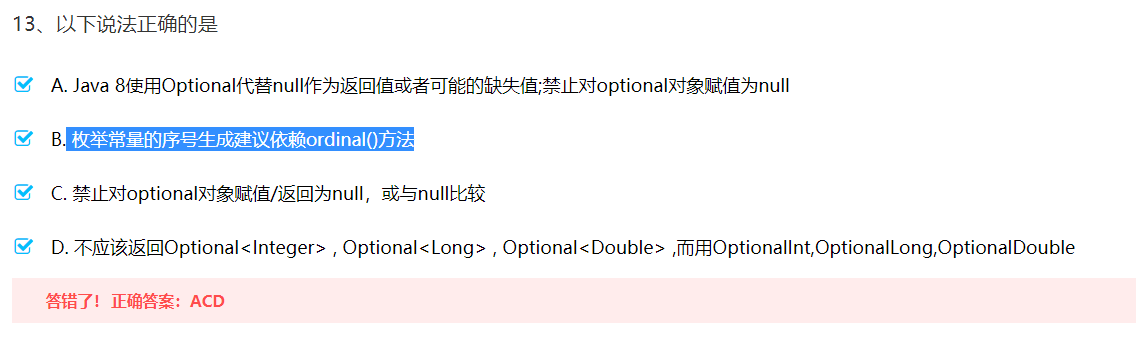 13、以下说法正确的是
A. Java 8使用Optional代替null作为返回值或者可能的缺失值;禁止对optional对象赋值为null
B. 枚举常量的序号生成建议依赖ordinal()方法
C. 禁止对optional对象赋值/返回为null，或与null比较
D. 不应该返回Optional<Integer> , Optional<Long> , Optional<Double> ,而用OptionalInt,OptionalLong,OptionalDouble
答错了！正确答案：ACD